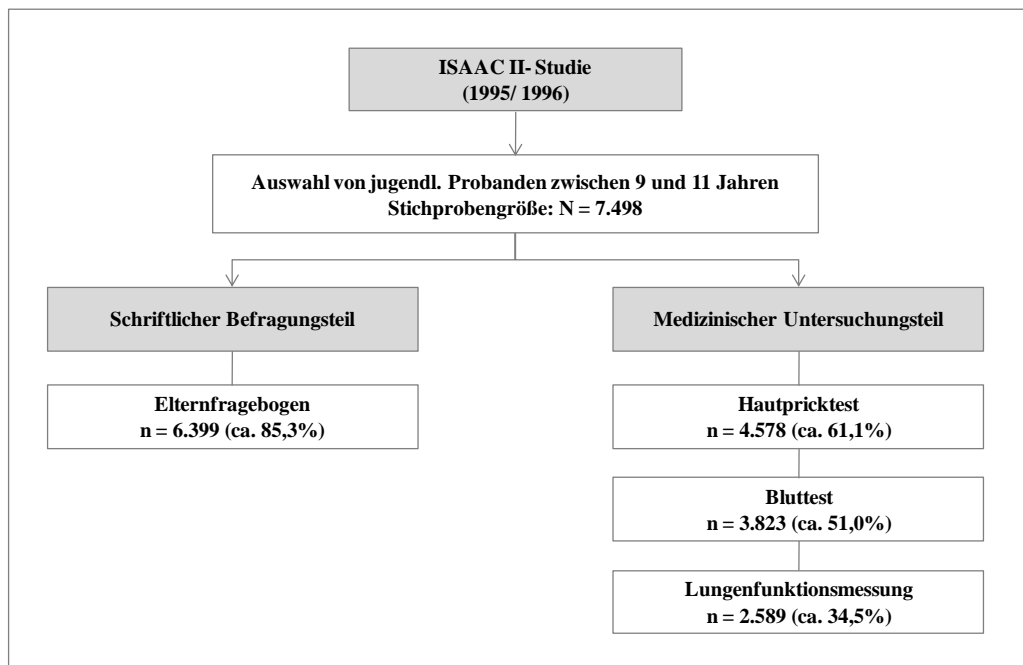 ISAAC II- Studie
(1995/ 1996)
Auswahl von jugendl. Probanden zwischen 9 und 11 Jahren
Stichprobengröße: N = 7.498
Schriftlicher Befragungsteil
Elternfragebogen
n = 6.399 (ca. 85,3%)
Medizinischer Untersuchungsteil
Hautpricktest
n = 4.578 (ca. 61,1%)
Bluttest
n = 3.823 (ca. 51,0%)
Lungenfunktionsmessung
n = 2.589 (ca. 34,5%)